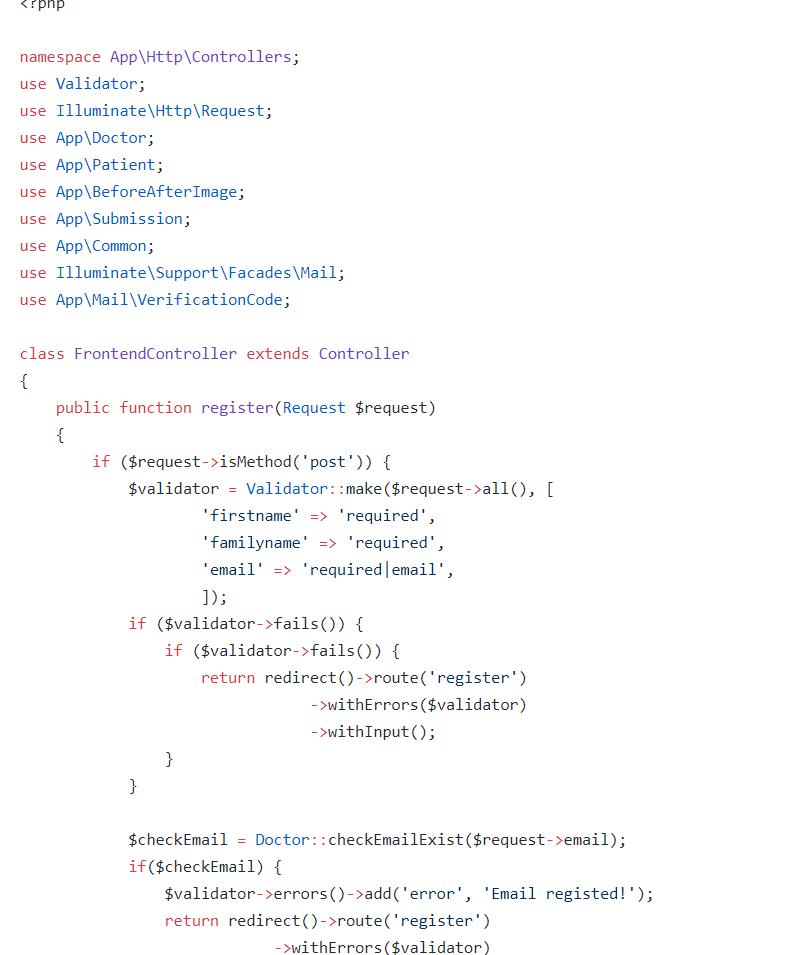 <?php
namespace App\Http\Controllers;
use Validator;
use Illuminate\Http\Request;
use App\Doctor;
use App\Patient;
use App\BeforeAfterImage;
use App\Submission;
use App\Common;
use Illuminate\Support\Facades\Mail;
use App\Mail\VerificationCode;
class FrontendController extends Controller
{
    public function register(Request $request)
    {
        if ($request->isMethod('post')) {
            $validator = Validator::make($request->all(), [
                    'firstname' => 'required',
                    'familyname' => 'required',
                    'email' => 'required|email',
                    ]);
            if ($validator->fails()) {
                if ($validator->fails()) {
                    return redirect()->route('register')
                                ->withErrors($validator)
                                ->withInput();
                }
            }
            $checkEmail = Doctor::checkEmailExist($request->email);
            if($checkEmail) {
                $validator->errors()->add('error', 'Email registed!');
                return redirect()->route('register')
                            ->withErrors($validator)